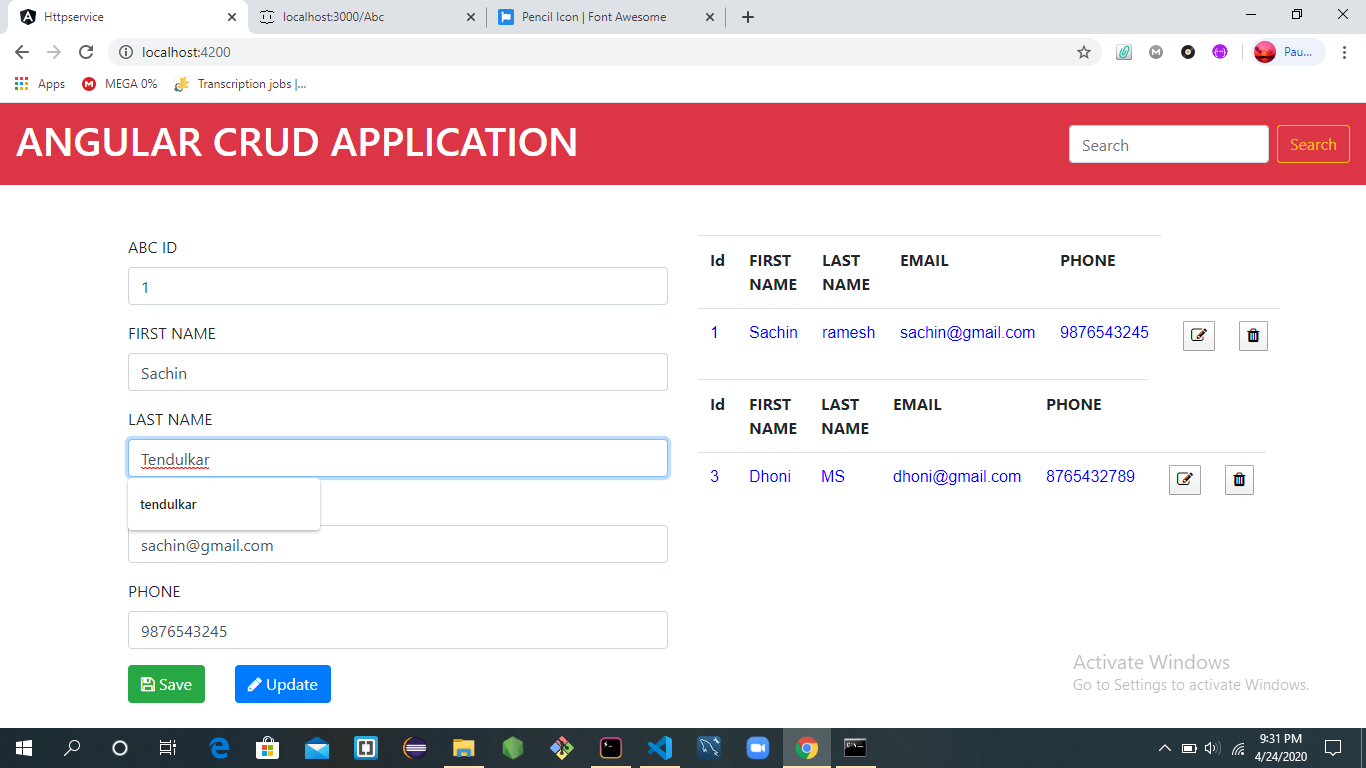 Httpservice
localhost:3000/Abc
Pencil Icon | Font Awesome
localhost:4200
Pau...
Apps
MEGA 0%
Transcription jobs |...
ANGULAR CRUD APPLICATION
Search
Search
ABC ID
1
FIRST NAME
Sachin
LAST NAME
Tendulkar
tendulkar
sachin@gmail.com
PHONE
9876543245
Save
Update
Id FIRST NAME LAST NAME EMAIL PHONE
1 Sachin ramesh sachin@gmail.com 9876543245
Id FIRST NAME LAST NAME EMAIL PHONE
3 Dhoni MS dhoni@gmail.com 8765432789
Activate Windows
Go to Settings to activate Windows.
9:31 PM
4/24/2020